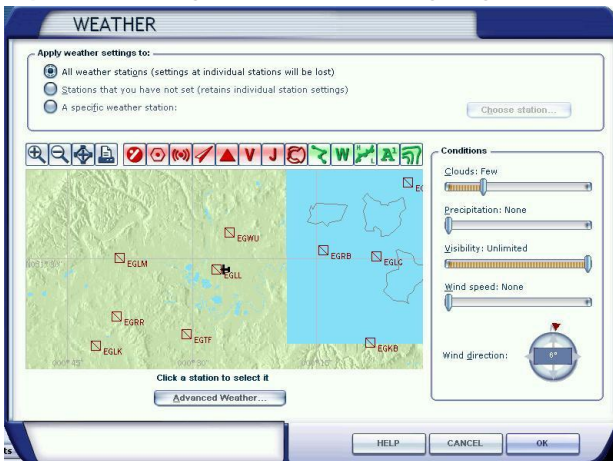 WEATHER
Apply weather settings to:
All weather stations (settings at individual stations will be lost)
Stations that you have not set (retains individual station settings)
A specific weather station:
Choose station...
V J W A
Conditions
Clouds: Few
Precipitation: None
Visibility: Unlimited
Wind speed: None
Wind direction:
6°
EGWU
EGRB
EGLC
EGLM
EGLL
EGRR
EGTF
EGLK
EGKB
Click a station to select it
Advanced Weather...
HELP
CANCEL
OK
ts